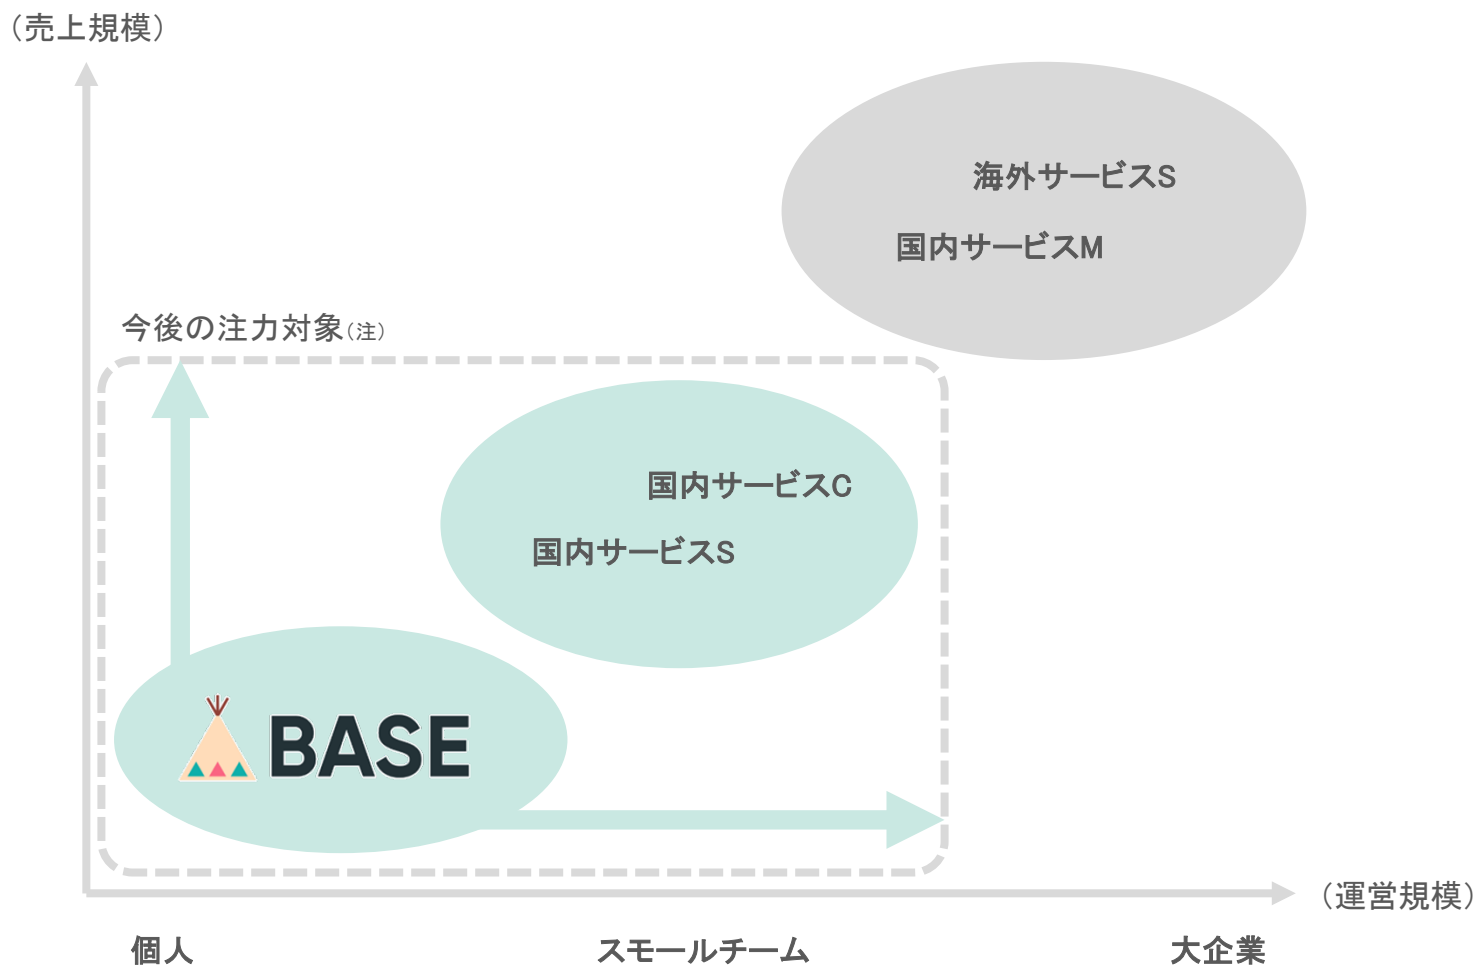 （売上規模）
海外サービスS
国内サービスM
今後の注力対象（注）
国内サービスC
国内サービスS
BASE
（運営規模）
個人 スモールチーム 大企業